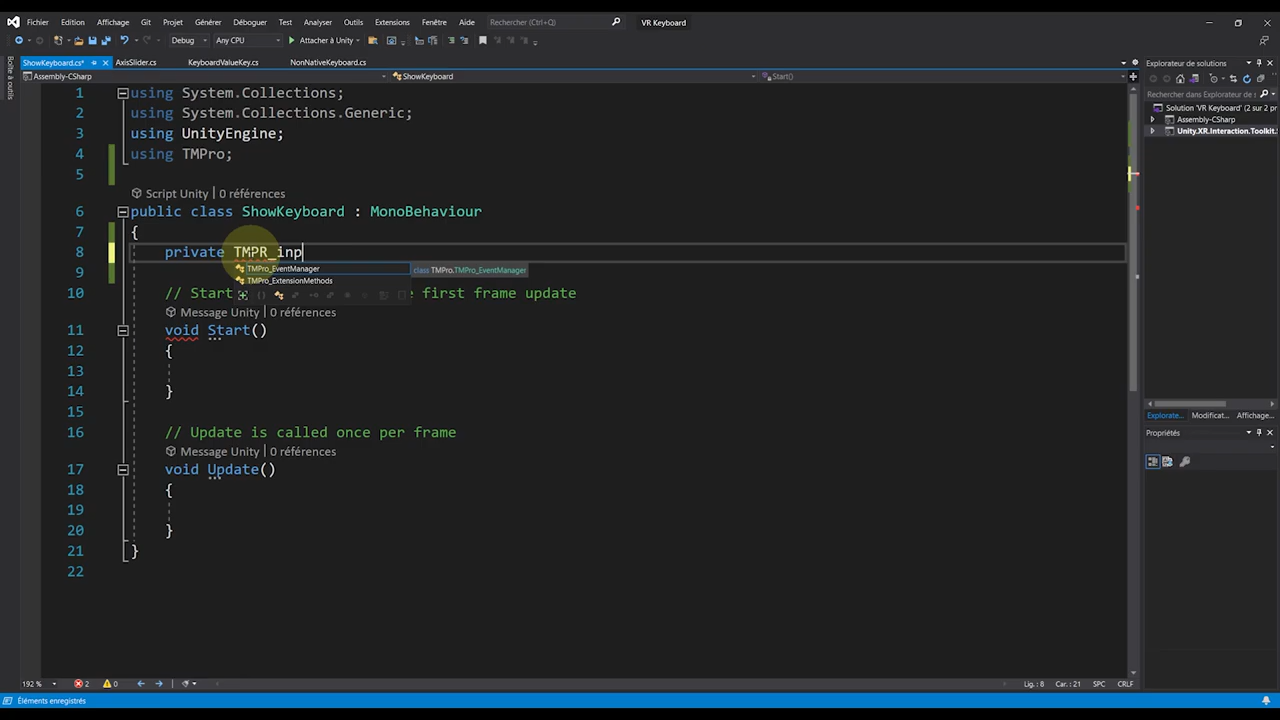 Fichier Edition Affichage Git Projet Générer Débogage Test Analyser Outils Extensions Fenêtre Aide Rechercher (Ctrl+Q) VR Keyboard
Debug Any CPU Attacher à Unity
ShowKeyboard.cs* AxisSlider.cs KeyboardValueKey.cs NonNativeKeyboard.cs
Explorateur de solutions
Boîte à outils
Assembly-CSharp ShowKeyboard Start()
Rechercher dans Explorateur de s
Solution 'VR Keyboard' (2 sur 2 p
Assembly-CSharp
Unity.XR.Interaction.Toolkit.
1 using System.Collections;
2 using System.Collections.Generic;
3 using UnityEngine;
4 using TMPro;
5
Script Unity | 0 références
6 public class ShowKeyboard : MonoBehaviour
7 {
8 private TMPR_inp
TMPro_EventManager class TMPro.TMPro_EventManager
9
TMPro_ExtensionMethods
10 // Start e first frame update
Message Unity | 0 références
11 void Start()
12 {
13
14 }
15
16 // Update is called once per frame
Message Unity | 0 références
17 void Update()
18 {
19
20 }
21 }
22
Explorate... Modificat... Affichage...
Propriétés
192 % 2 0 Lig. : 8 Car. : 21 SPC CRLF
Éléments enregistrés